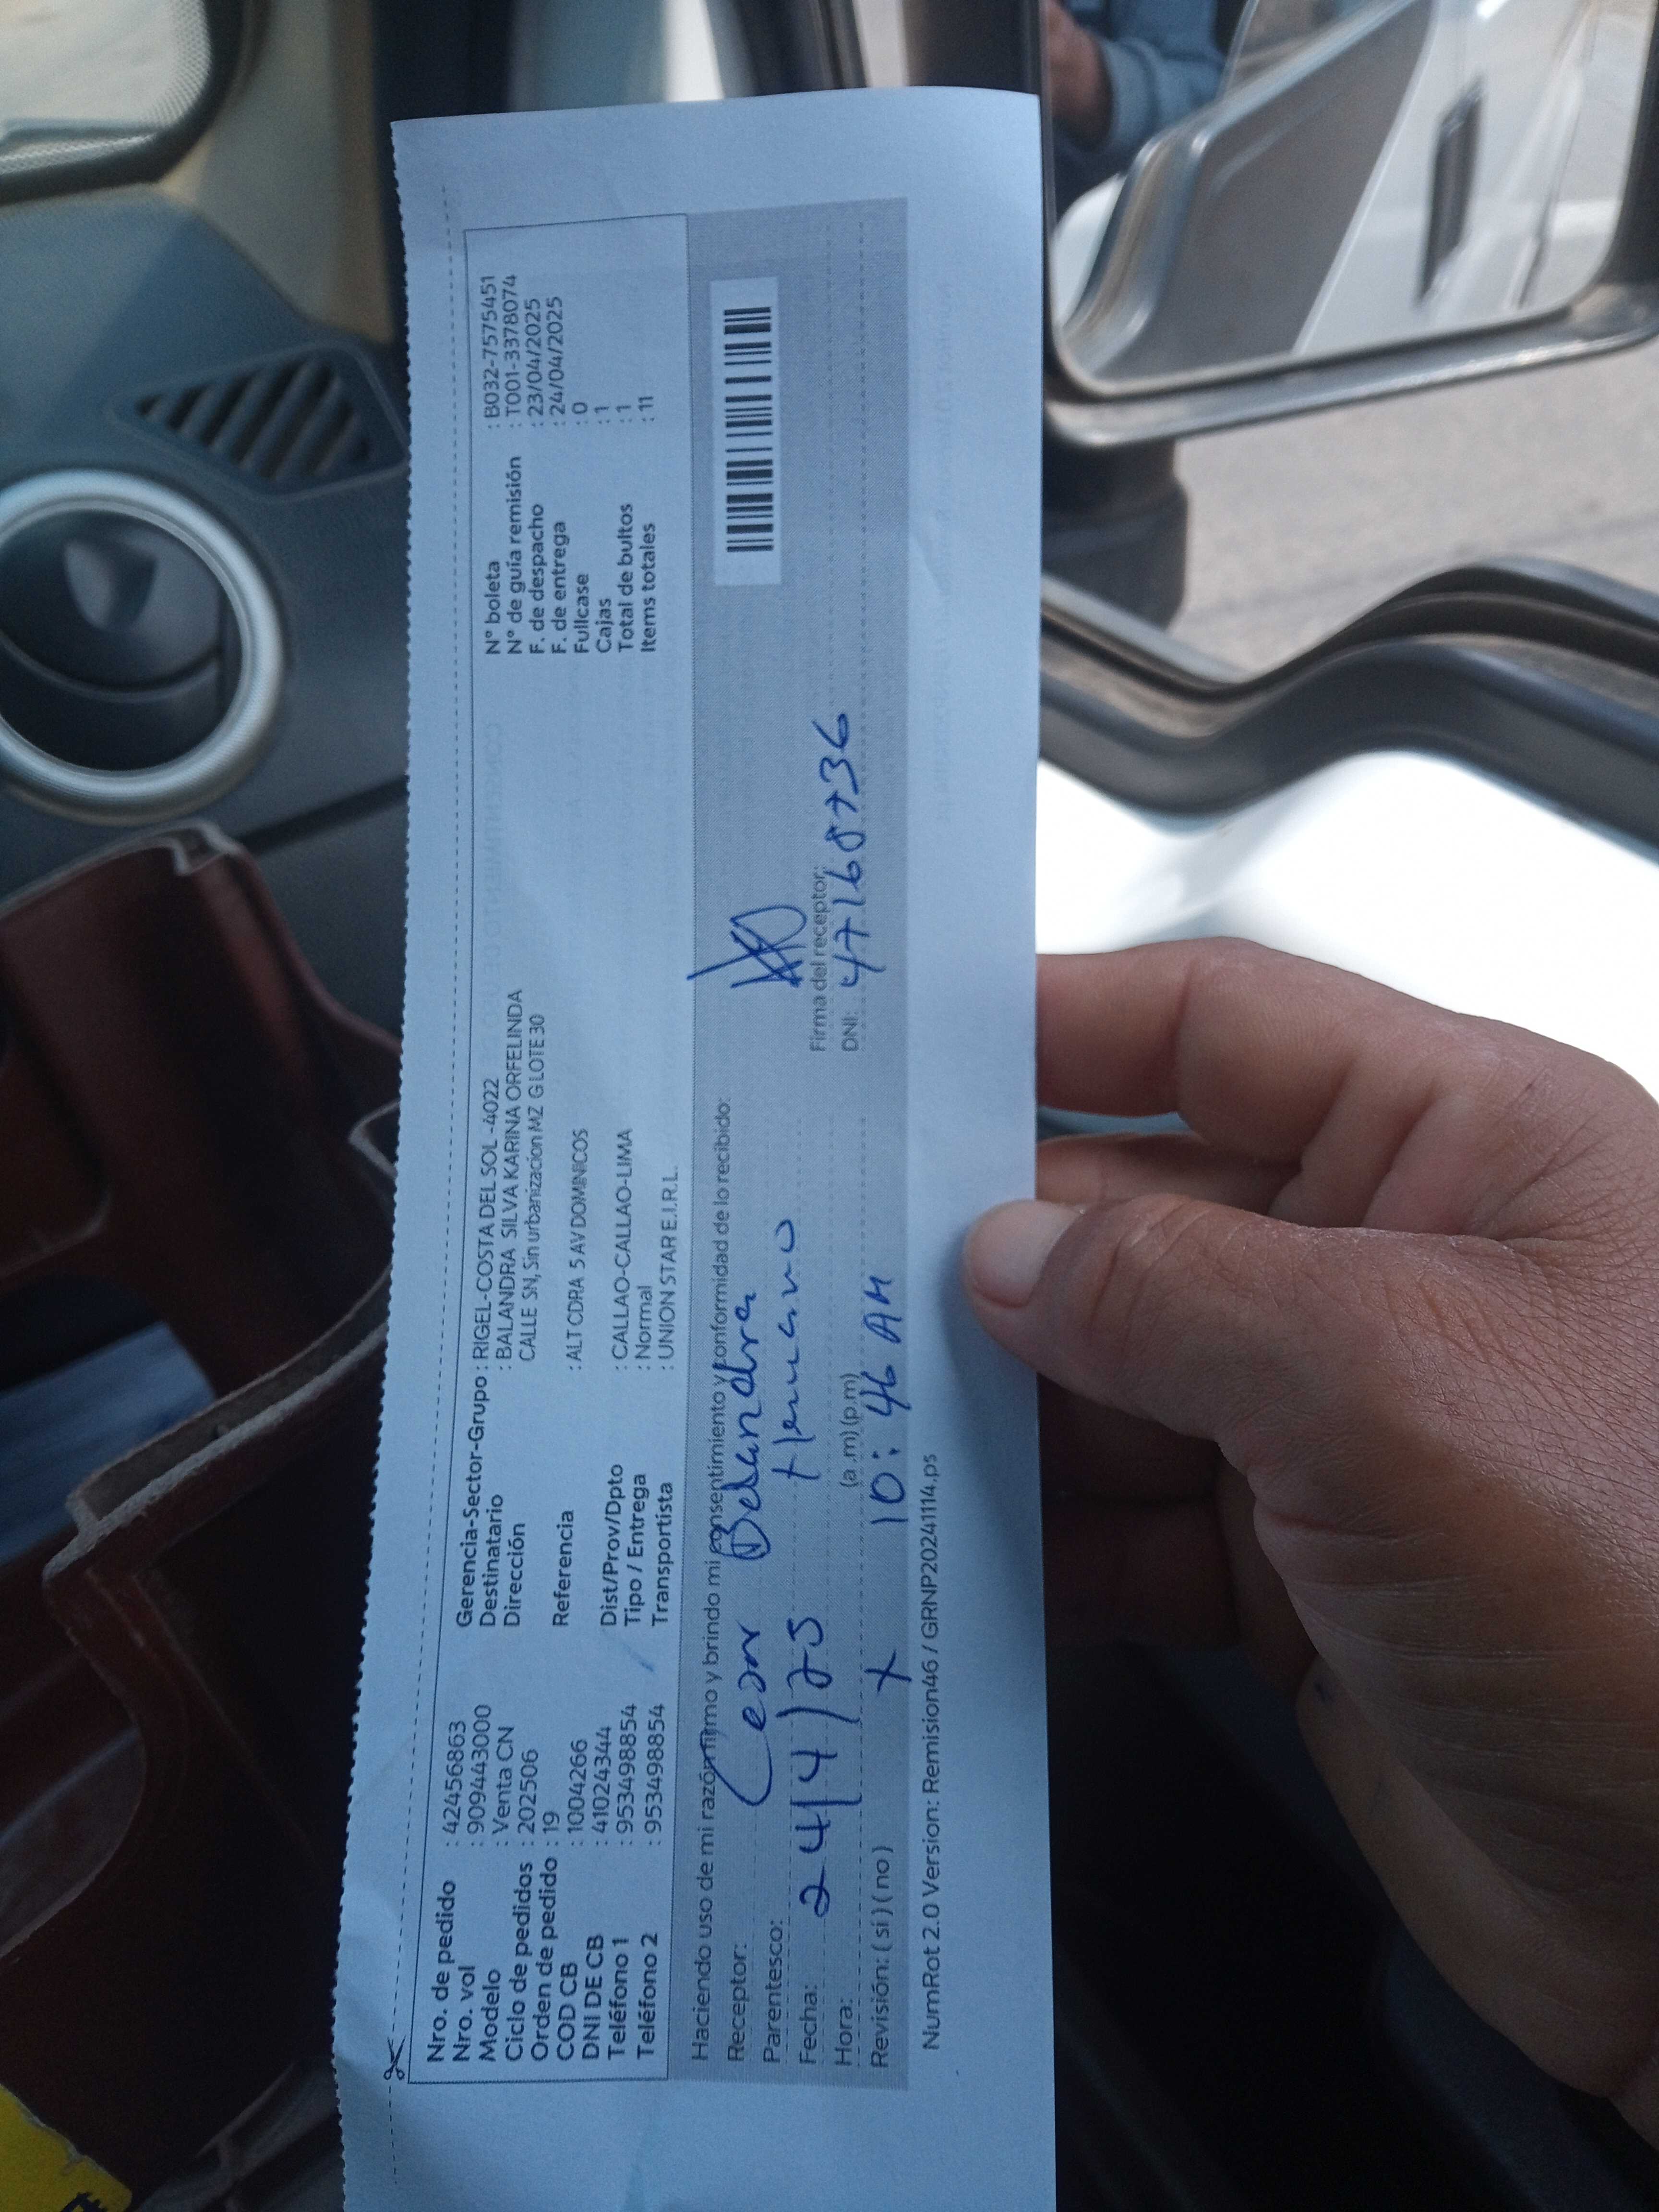 Nro. de pedido : 42456863
Nro. vol : 909443000
Modelo : Venta CN
Ciclo de pedidos : 202506
Orden de pedido : 19
COD CB : 1004266
DNI DE CB : 41024344
Teléfono 1 : 953498854
Teléfono 2 : 953498854
Gerencia-Sector-Grupo : RIGEL-COSTA DEL SOL-4022
Destinatario : BALANDRA SILVA KARINA ORFELINDA
Dirección CALLE SN, Sin urbanizacion MZ G LOTE 30
Referencia : ALT CDRA 5 AV DOMINICOS
Dist/Prov/Dpto : CALLAO-CALLAO-LIMA
Tipo / Entrega : Normal
Transportista : UNION STAR E.I.R.L.
N° boleta : B032-7575451
N° de guía remisión : T001-3378074
F. de despacho : 23/04/2025
F. de entrega : 24/04/2025
Fullcase : 0
Cajas : 1
Total de bultos : 1
Items totales : 11
Haciendo uso de mi razón firmo y brindo mi consentimiento y conformidad de lo recibido:
Receptor: Balandra
Parentesco:
Fecha: 24/4/25
Hora: (a.m) (p.m) 10:46 AM
Revisión: ( sí ) ( no ) X
Firma del receptor:
DNI: 47168736
NumRot 2.0 Version: Remision46 / GRNP20241114.ps